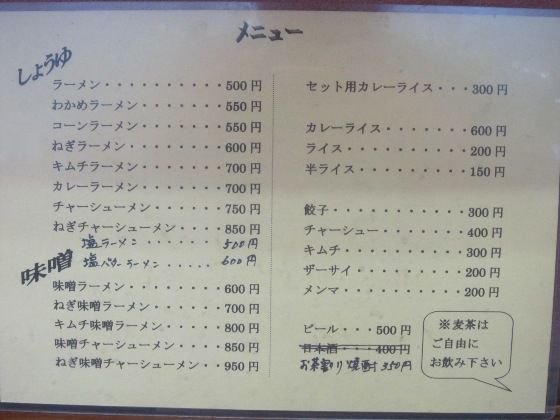 メニュー
しょうゆ
ラーメン・・・・・・・・・・500円
わかめラーメン・・・・・・・550円
コーンラーメン・・・・・・・550円
ねぎラーメン・・・・・・・・600円
キムチラーメン・・・・・・・700円
カレーラーメン・・・・・・・700円
チャーシューメン・・・・・・750円
ねぎチャーシューメン・・・・850円
塩ラーメン・・・・・・500円
塩バターラーメン・・・・・600円
味噌
味噌ラーメン・・・・・・・・600円
ねぎ味噌ラーメン・・・・・・700円
キムチ味噌ラーメン・・・・・800円
味噌チャーシューメン・・・・850円
ねぎ味噌チャーシューメン・・950円
セット用カレーライス・・・300円
カレーライス・・・・・・・600円
ライス・・・・・・・・・・200円
半ライス・・・・・・・・・150円
餃子・・・・・・・・・・・300円
チャーシュー・・・・・・・400円
キムチ・・・・・・・・・・300円
ザーサイ・・・・・・・・・200円
メンマ・・・・・・・・・・200円
ビール・・・500円
日本酒・・・400円
お茶割り 焼酎 350円
※麦茶は
ご自由に
お飲み下さい